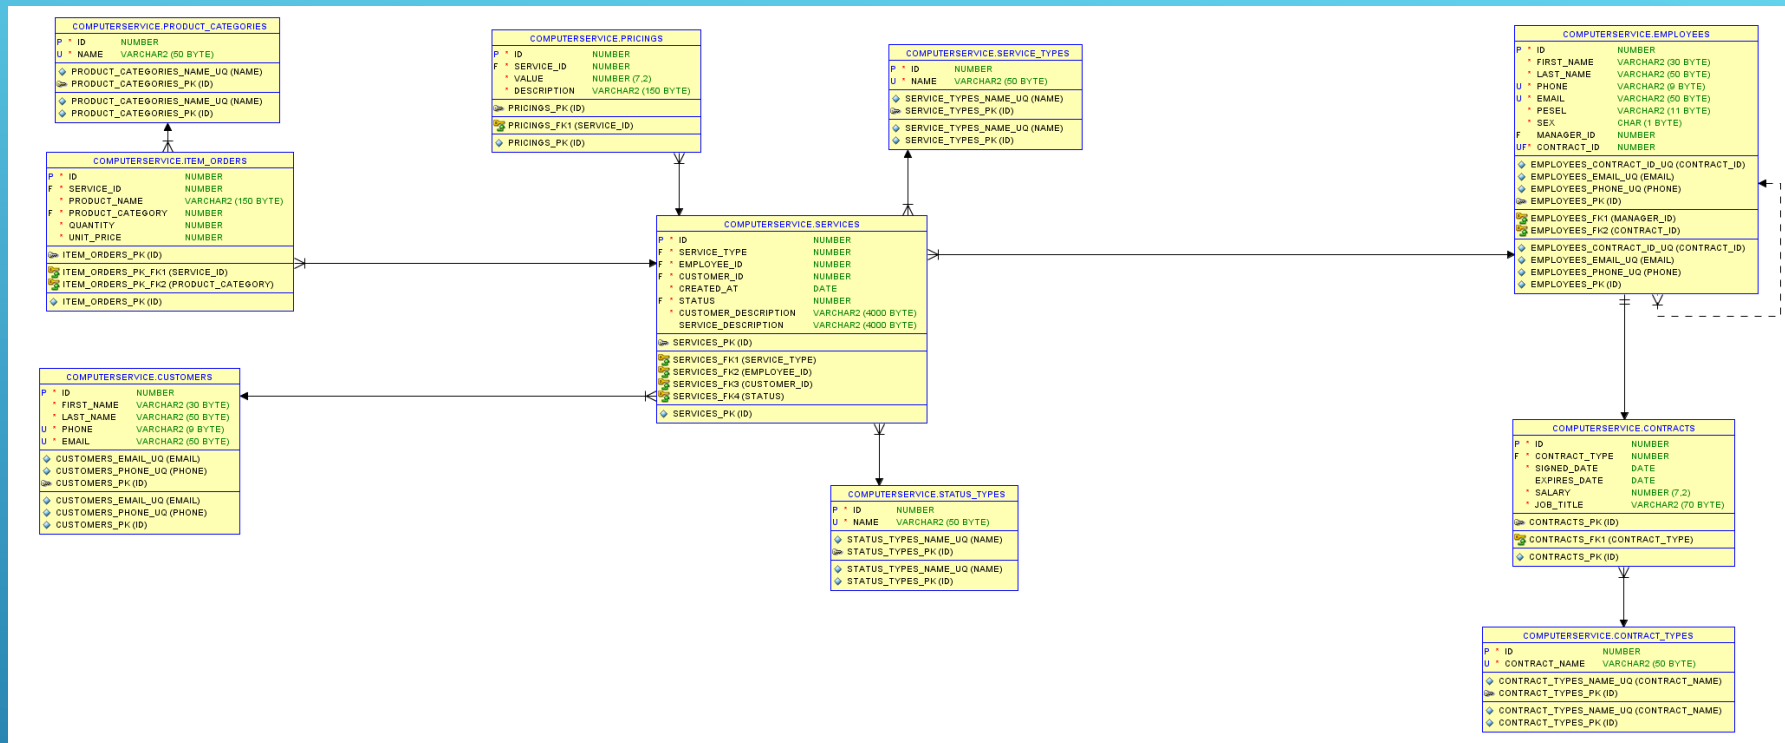 COMPUTERSERVICE.PRODUCT_CATEGORIES
P * ID NUMBER
U * NAME VARCHAR2 (50 BYTE)
PRODUCT_CATEGORIES_NAME_UQ (NAME)
PRODUCT_CATEGORIES_PK (ID)
PRODUCT_CATEGORIES_NAME_UQ (NAME)
PRODUCT_CATEGORIES_PK (ID)
COMPUTERSERVICE.PRICINGS
P * ID NUMBER
F * SERVICE_ID NUMBER
* VALUE NUMBER (7,2)
* DESCRIPTION VARCHAR2 (150 BYTE)
PRICINGS_PK (ID)
PRICINGS_FK1 (SERVICE_ID)
PRICINGS_PK (ID)
COMPUTERSERVICE.SERVICE_TYPES
P * ID NUMBER
U * NAME VARCHAR2 (50 BYTE)
SERVICE_TYPES_NAME_UQ (NAME)
SERVICE_TYPES_PK (ID)
SERVICE_TYPES_NAME_UQ (NAME)
SERVICE_TYPES_PK (ID)
COMPUTERSERVICE.EMPLOYEES
P * ID NUMBER
* FIRST_NAME VARCHAR2 (30 BYTE)
* LAST_NAME VARCHAR2 (50 BYTE)
U * PHONE VARCHAR2 (9 BYTE)
U * EMAIL VARCHAR2 (50 BYTE)
* PESEL VARCHAR2 (11 BYTE)
* SEX CHAR (1 BYTE)
F MANAGER_ID NUMBER
UF* CONTRACT_ID NUMBER
EMPLOYEES_CONTRACT_ID_UQ (CONTRACT_ID)
EMPLOYEES_EMAIL_UQ (EMAIL)
EMPLOYEES_PHONE_UQ (PHONE)
EMPLOYEES_PK (ID)
EMPLOYEES_FK1 (MANAGER_ID)
EMPLOYEES_FK2 (CONTRACT_ID)
EMPLOYEES_CONTRACT_ID_UQ (CONTRACT_ID)
EMPLOYEES_EMAIL_UQ (EMAIL)
EMPLOYEES_PHONE_UQ (PHONE)
EMPLOYEES_PK (ID)
COMPUTERSERVICE.ITEM_ORDERS
P * ID NUMBER
F * SERVICE_ID NUMBER
* PRODUCT_NAME VARCHAR2 (150 BYTE)
F * PRODUCT_CATEGORY NUMBER
* QUANTITY NUMBER
* UNIT_PRICE NUMBER
ITEM_ORDERS_PK (ID)
ITEM_ORDERS_PK_FK1 (SERVICE_ID)
ITEM_ORDERS_PK_FK2 (PRODUCT_CATEGORY)
ITEM_ORDERS_PK (ID)
COMPUTERSERVICE.SERVICES
P * ID NUMBER
F * SERVICE_TYPE NUMBER
F * EMPLOYEE_ID NUMBER
F * CUSTOMER_ID NUMBER
* CREATED_AT DATE
F * STATUS NUMBER
* CUSTOMER_DESCRIPTION VARCHAR2 (4000 BYTE)
SERVICE_DESCRIPTION VARCHAR2 (4000 BYTE)
SERVICES_PK (ID)
SERVICES_FK1 (SERVICE_TYPE)
SERVICES_FK2 (EMPLOYEE_ID)
SERVICES_FK3 (CUSTOMER_ID)
SERVICES_FK4 (STATUS)
SERVICES_PK (ID)
COMPUTERSERVICE.CUSTOMERS
P * ID NUMBER
* FIRST_NAME VARCHAR2 (30 BYTE)
* LAST_NAME VARCHAR2 (50 BYTE)
U * PHONE VARCHAR2 (9 BYTE)
U * EMAIL VARCHAR2 (50 BYTE)
CUSTOMERS_EMAIL_UQ (EMAIL)
CUSTOMERS_PHONE_UQ (PHONE)
CUSTOMERS_PK (ID)
CUSTOMERS_EMAIL_UQ (EMAIL)
CUSTOMERS_PHONE_UQ (PHONE)
CUSTOMERS_PK (ID)
COMPUTERSERVICE.STATUS_TYPES
P * ID NUMBER
U * NAME VARCHAR2 (50 BYTE)
STATUS_TYPES_NAME_UQ (NAME)
STATUS_TYPES_PK (ID)
STATUS_TYPES_NAME_UQ (NAME)
STATUS_TYPES_PK (ID)
COMPUTERSERVICE.CONTRACTS
P * ID NUMBER
F * CONTRACT_TYPE NUMBER
* SIGNED_DATE DATE
EXPIRES_DATE DATE
* SALARY NUMBER (7,2)
* JOB_TITLE VARCHAR2 (70 BYTE)
CONTRACTS_PK (ID)
CONTRACTS_FK1 (CONTRACT_TYPE)
CONTRACTS_PK (ID)
COMPUTERSERVICE.CONTRACT_TYPES
P * ID NUMBER
U * CONTRACT_NAME VARCHAR2 (50 BYTE)
CONTRACT_TYPES_NAME_UQ (CONTRACT_NAME)
CONTRACT_TYPES_PK (ID)
CONTRACT_TYPES_NAME_UQ (CONTRACT_NAME)
CONTRACT_TYPES_PK (ID)